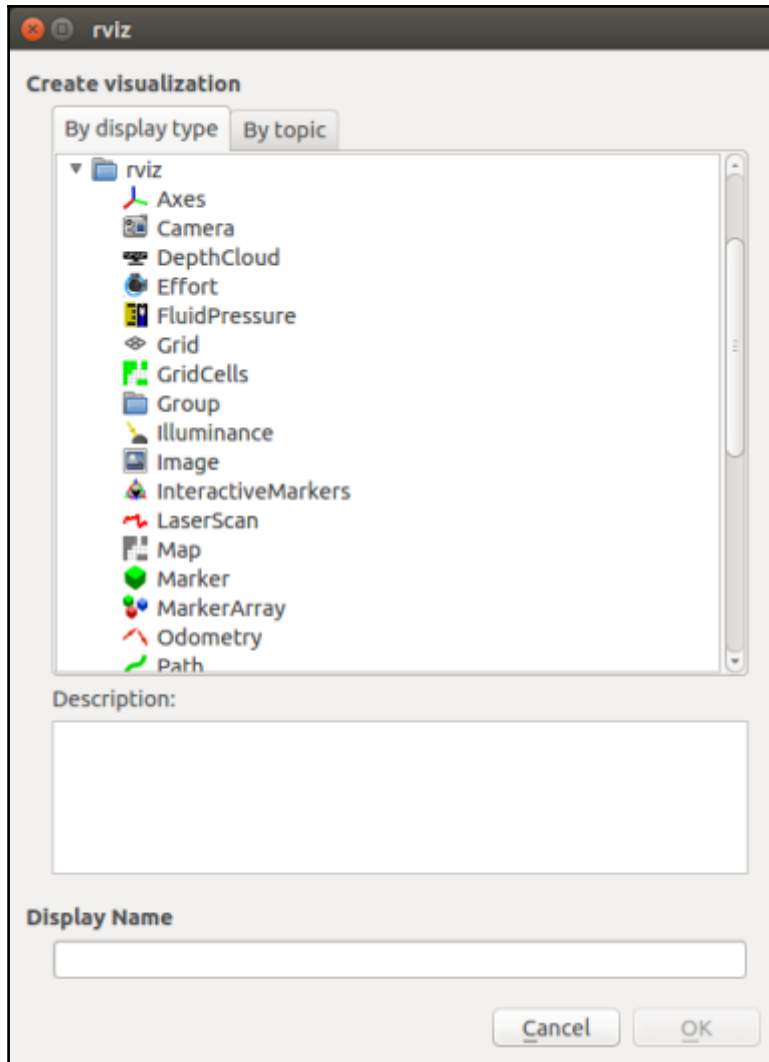 rviz
Create visualization
By display type By topic
rviz
Axes
Camera
DepthCloud
Effort
FluidPressure
Grid
GridCells
Group
Illuminance
Image
InteractiveMarkers
LaserScan
Map
Marker
MarkerArray
Odometry
Path
Description:
Display Name
Cancel OK